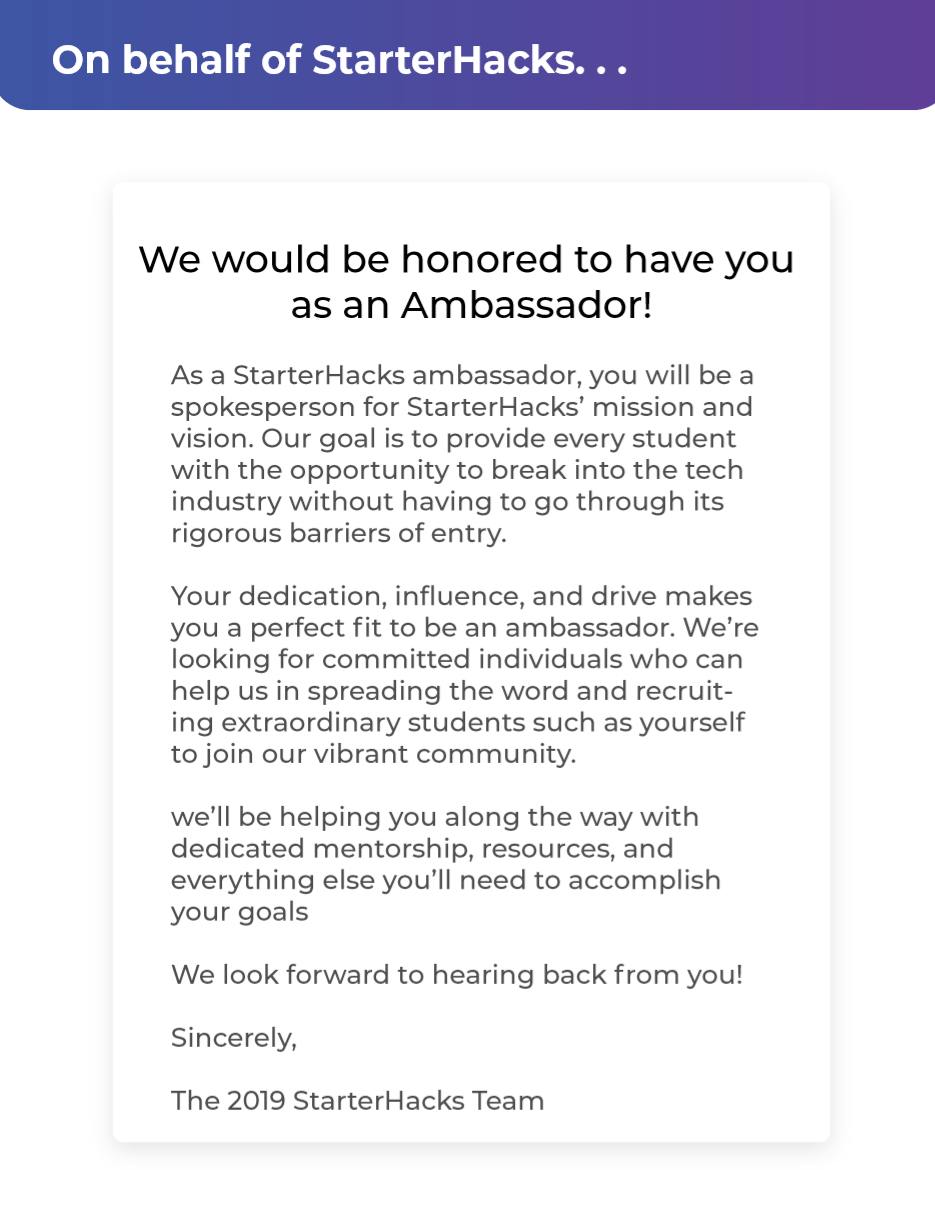 On behalf of StarterHacks. . .
We would be honored to have you
as an Ambassador!
As a StarterHacks ambassador, you will be a
spokesperson for StarterHacks’ mission and
vision. Our goal is to provide every student
with the opportunity to break into the tech
industry without having to go through its
rigorous barriers of entry.
Your dedication, influence, and drive makes
you a perfect fit to be an ambassador. We’re
looking for committed individuals who can
help us in spreading the word and recruit-
ing extraordinary students such as yourself
to join our vibrant community.
we’ll be helping you along the way with
dedicated mentorship, resources, and
everything else you’ll need to accomplish
your goals
We look forward to hearing back from you!
Sincerely,
The 2019 StarterHacks Team